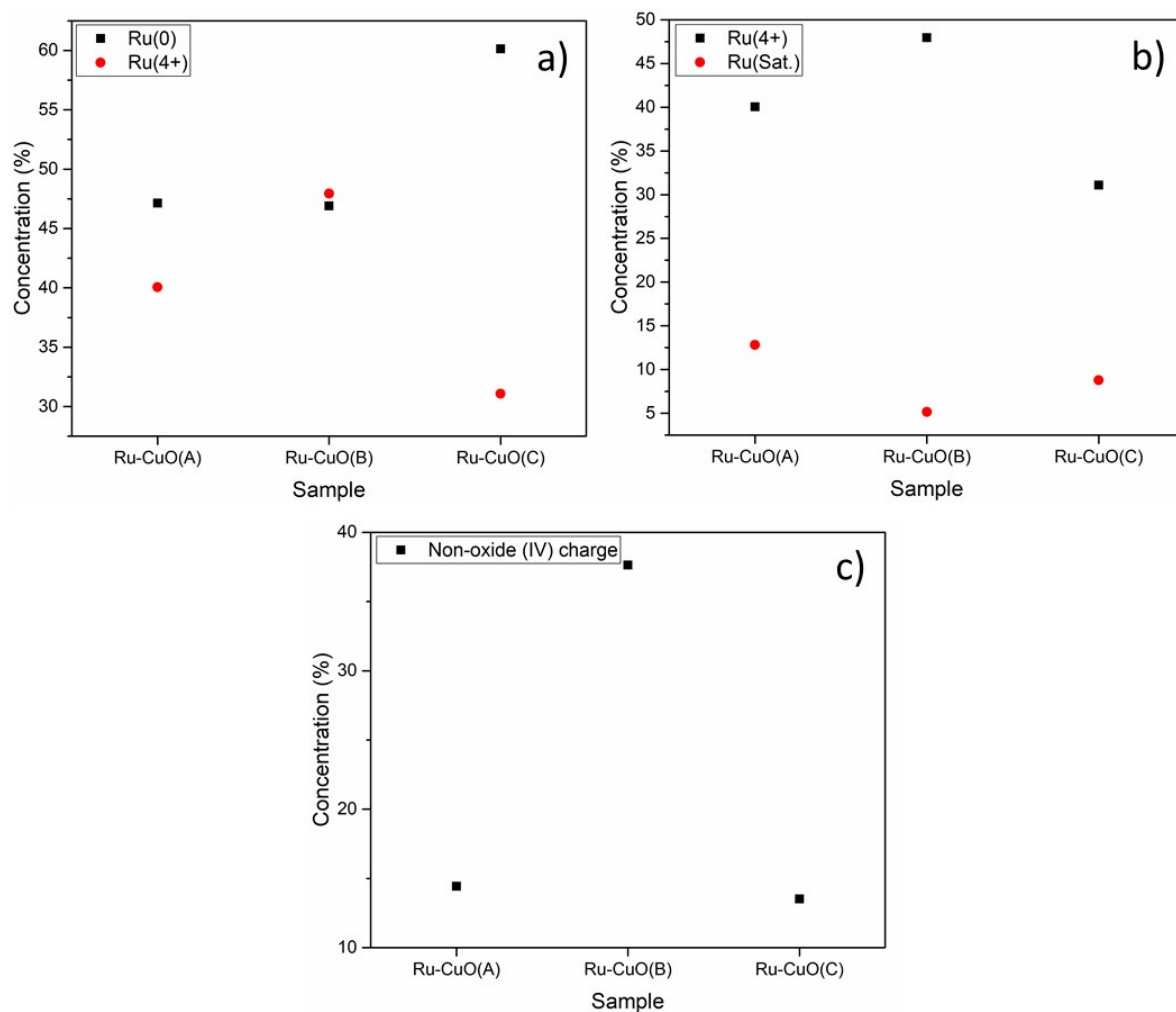 Ru(0)
Ru(4+)
a)
60
55
50
45
40
35
30
Concentration (%)
Ru-CuO(A)
Ru-CuO(B)
Ru-CuO(C)
Sample
Ru(4+)
Ru(Sat.)
b)
50
45
40
35
30
25
20
15
10
5
Concentration (%)
Ru-CuO(A)
Ru-CuO(B)
Ru-CuO(C)
Sample
Non-oxide (IV) charge
c)
40
30
20
10
Concentration (%)
Ru-CuO(A)
Ru-CuO(B)
Ru-CuO(C)
Sample